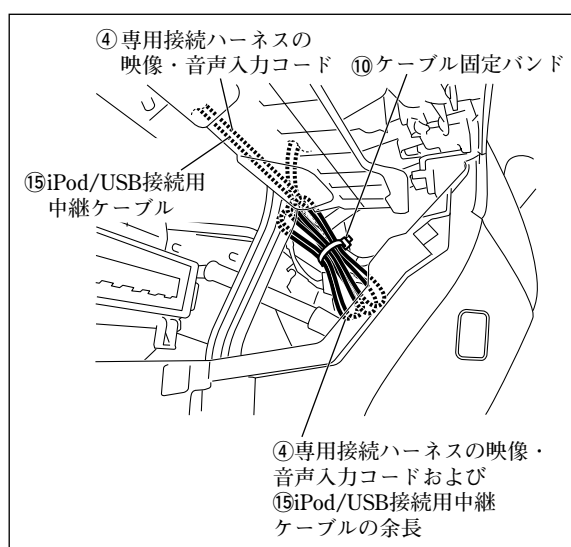 ④専用接続ハーネスの
映像・音声入力コード
⑩ケーブル固定バンド
⑮iPod/USB接続用
中継ケーブル
④専用接続ハーネスの映像・
音声入力コードおよび
⑮iPod/USB接続用中継
ケーブルの余長